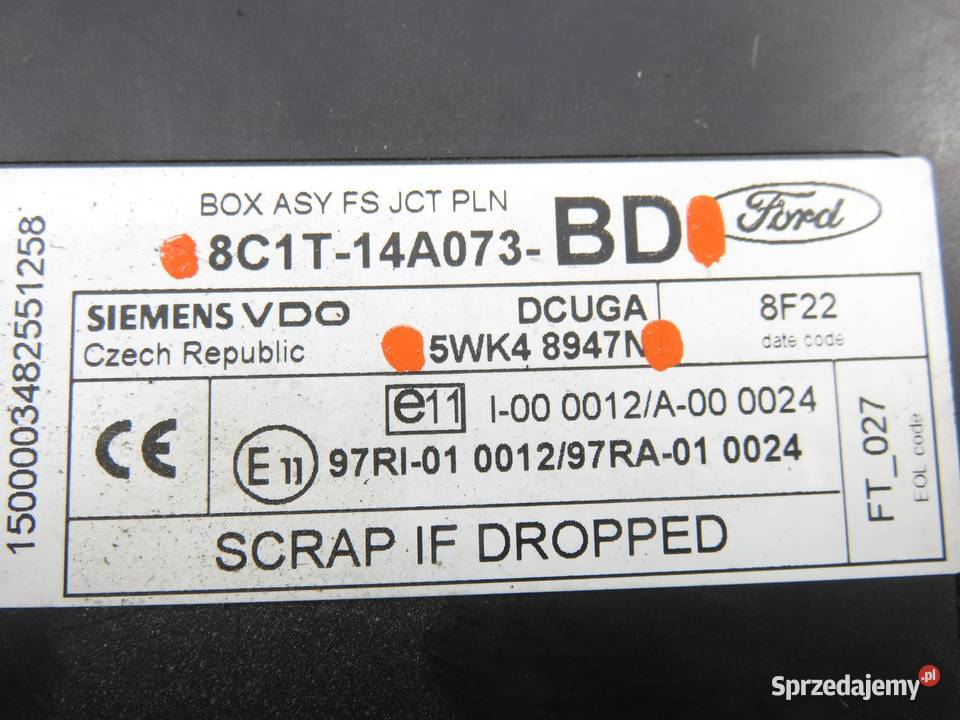 BOX ASY FS JCT PLN
8C1T-14A073-BD
Ford
SIEMENS VDO
Czech Republic
DCUGA
5WK4 8947N
8F22
date code
CE
e11 I-00 0012/A-00 0024
E11 97RI-01 0012/97RA-01 0024
SCRAP IF DROPPED
FT_027
EOL code
1500003482551258
Sprzedajemy.pl